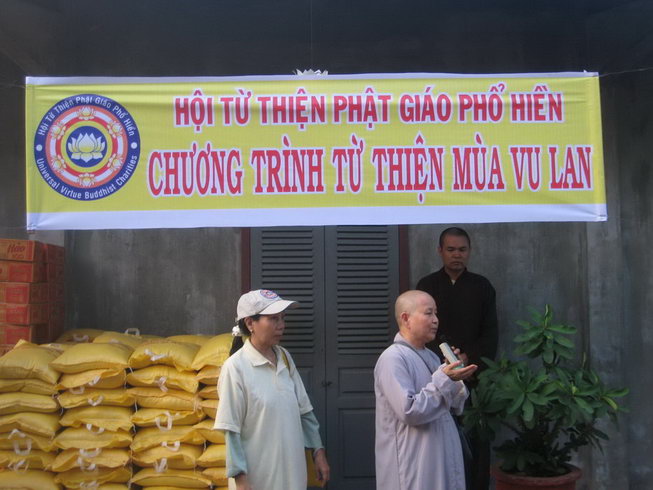 HỘI TỪ THIỆN PHẬT GIÁO PHỔ HIỀN
CHƯƠNG TRÌNH TỪ THIỆN MÙA VU LAN
Hội Từ Thiện Phật Giáo Phổ Hiền
Universal Virtue Buddhist Charities
Hảo